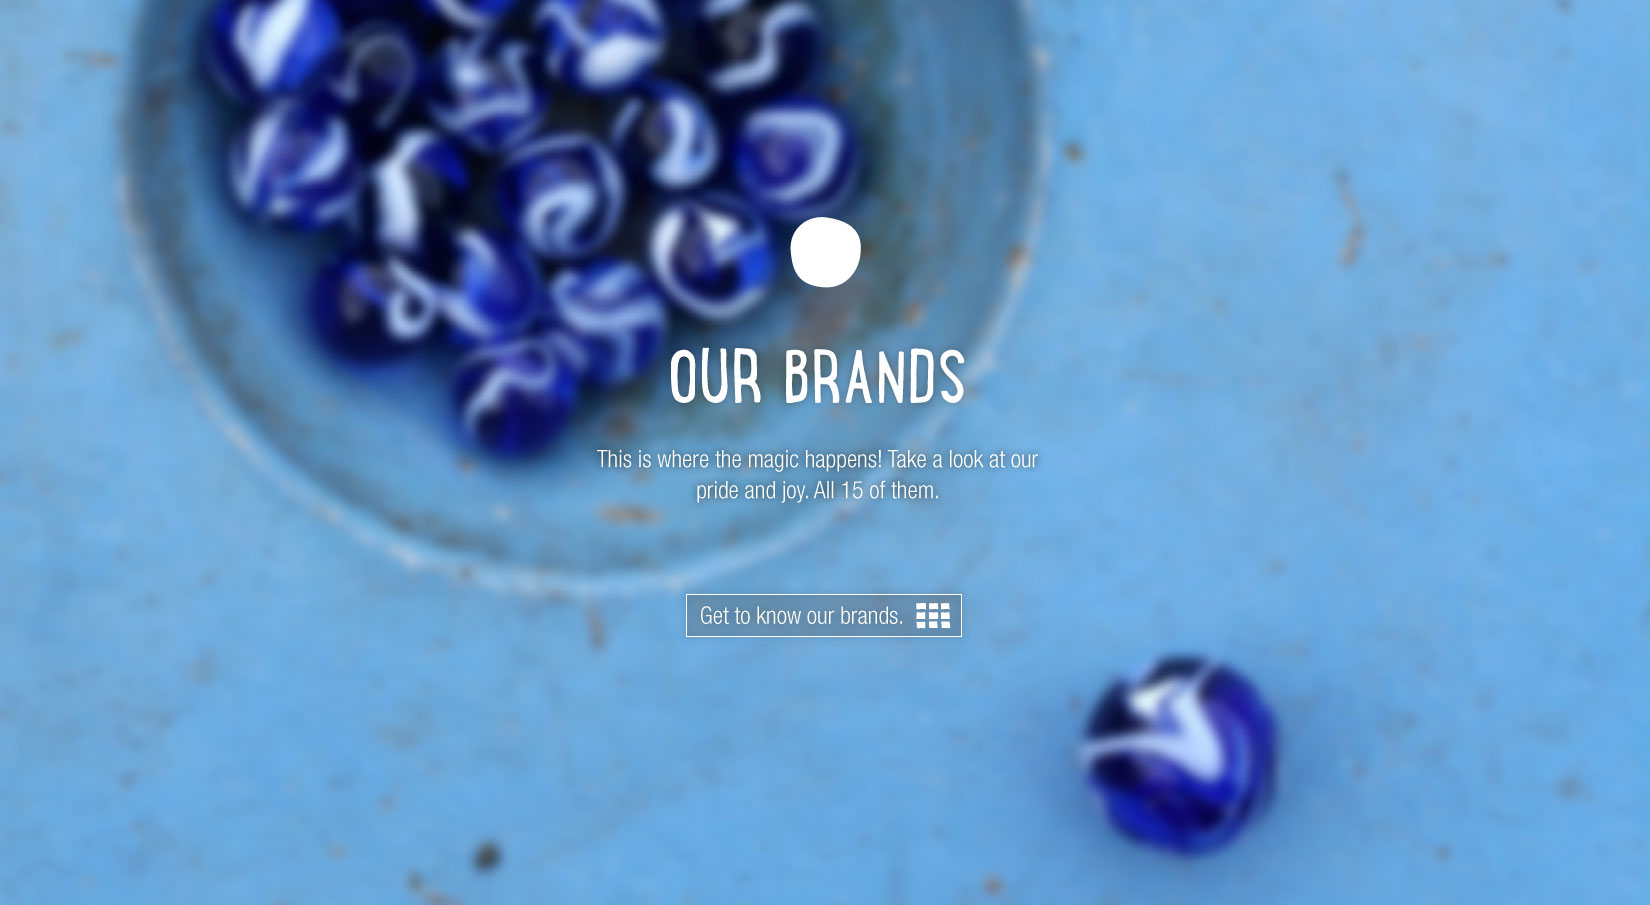 OUR BRANDS
This is where the magic happens! Take a look at our
pride and joy. All 15 of them.
Get to know our brands.